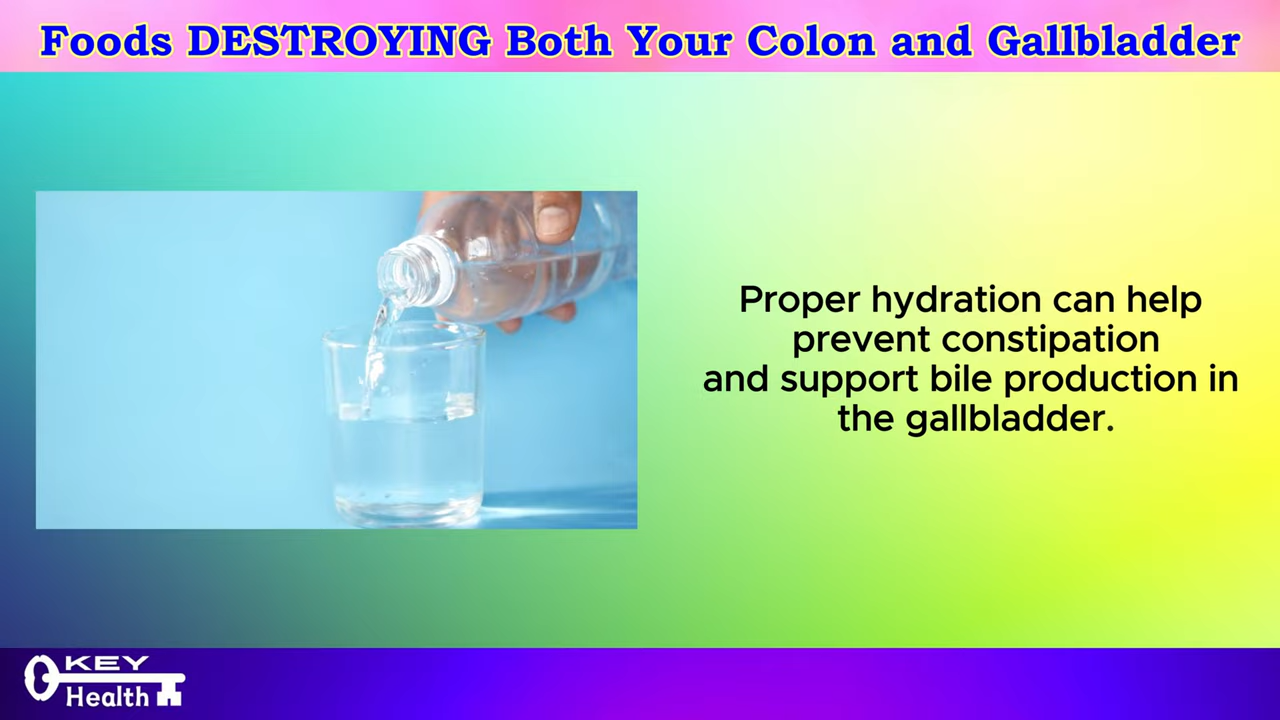 Foods DESTROYING Both Your Colon and Gallbladder
Proper hydration can help
prevent constipation
and support bile production in
the gallbladder.
KEY
Health